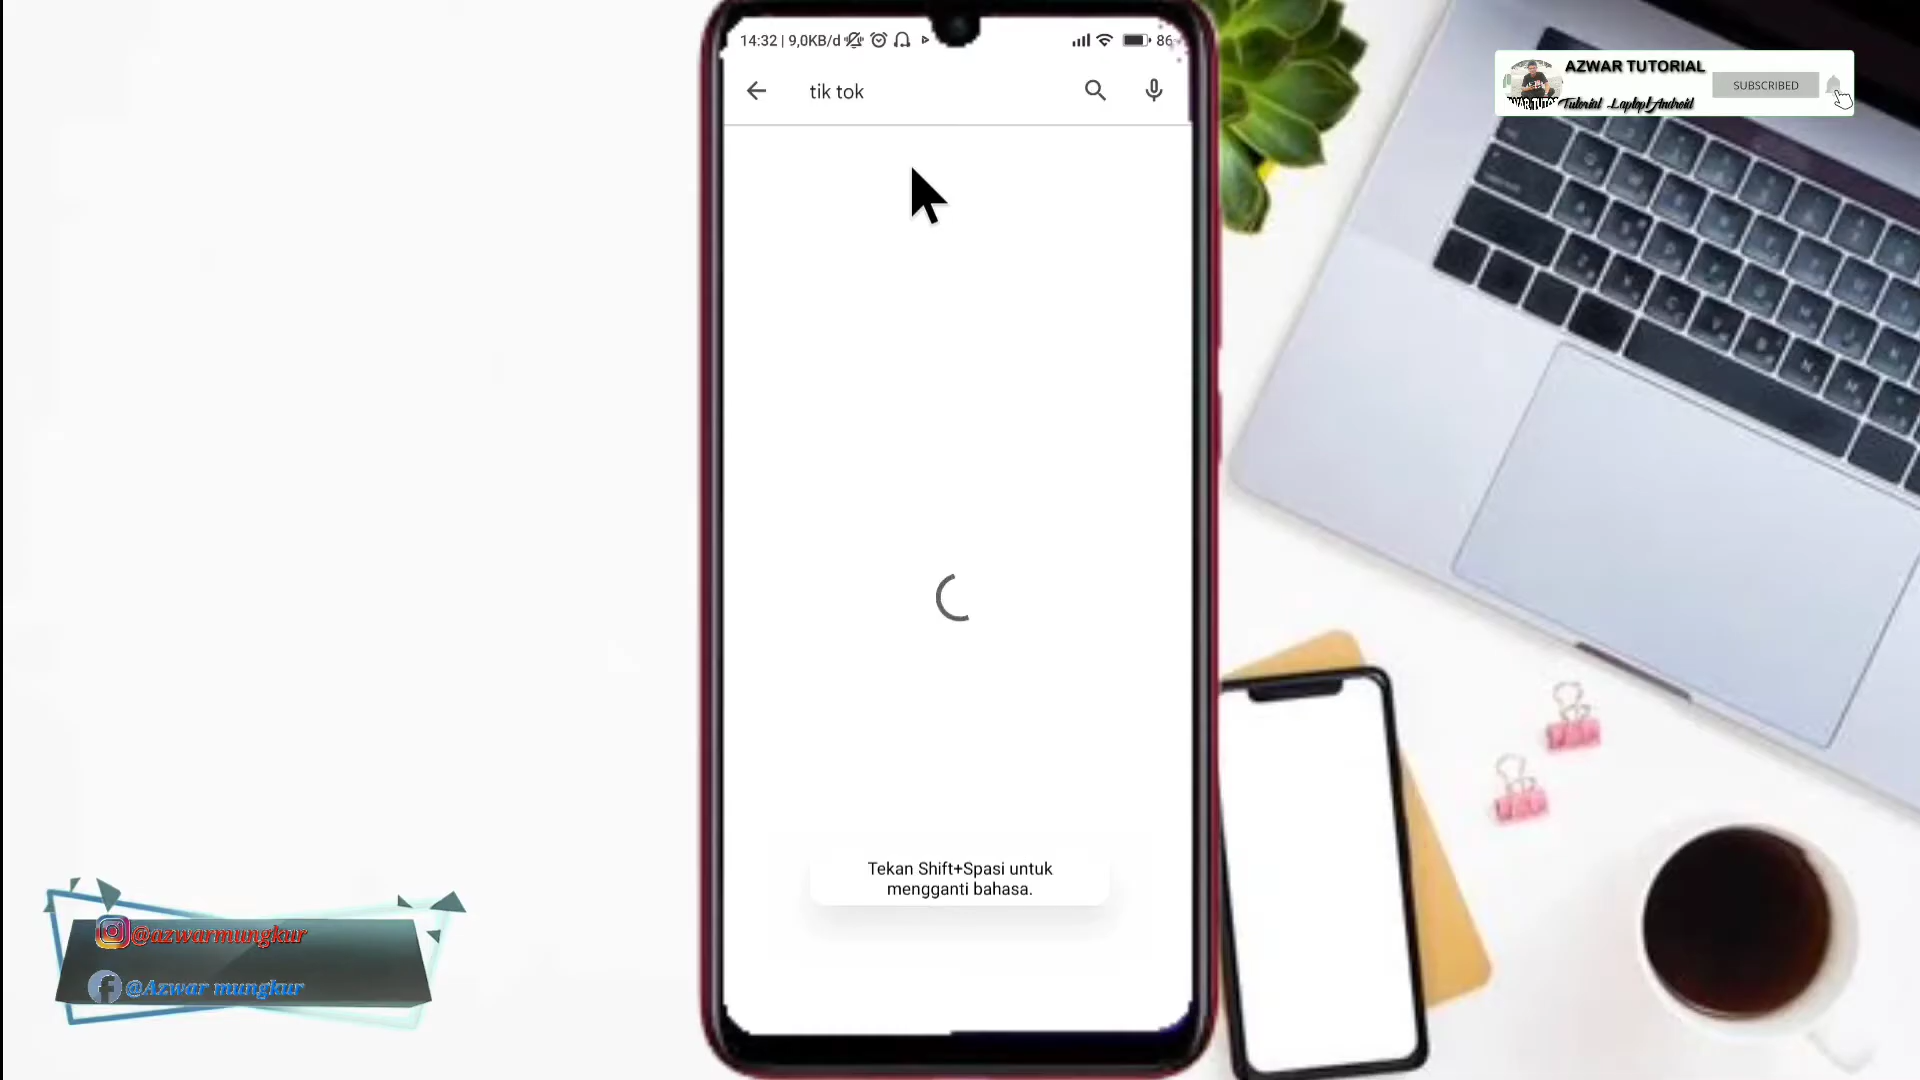 14:32 | 9,0KB/d
86
tik tok
AZWAR TUTORIAL
Tutorial Laptop/Android
SUBSCRIBED
Tekan Shift+Spasi untuk
mengganti bahasa.
@azwarmungkur
@Azwar mungkur